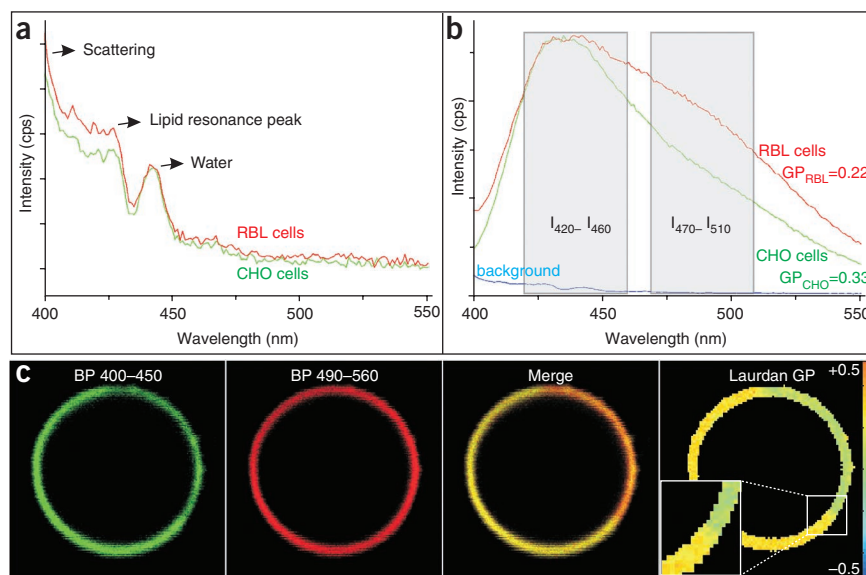 a
Scattering
Lipid resonance peak
Water
RBL cells
CHO cells
Intensity (cps)
400 450 500 550
Wavelength (nm)
b
RBL cells
GPRBL=0.22
I420– I460
I470– I510
CHO cells
GPCHO=0.33
background
Intensity (cps)
400 450 500 550
Wavelength (nm)
c
BP 400–450
BP 490–560
Merge
Laurdan GP
+0.5
–0.5